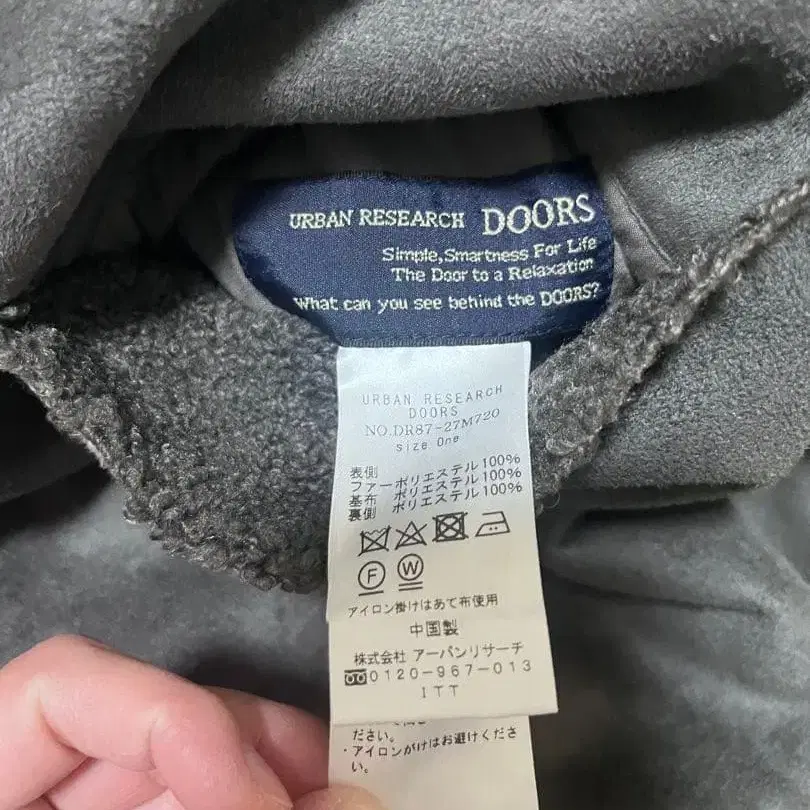 URBAN RESEARCH DOORS
Simple,Smartness For Life
The Door to a Relaxation
What can you see behind the DOORS?
URBAN RESEARCH
DOORS
NO.DR87-27M720
size One
表側
ファーポリエステル100%
基布 ポリエステル100%
裏側 ポリエステル100%
F W
アイロン掛けはあて布使用
中国製
株式会社 アーバンリサーチ
0120-967-013
ITT
ださい。
・アイロンがけはお避けくださ
い。